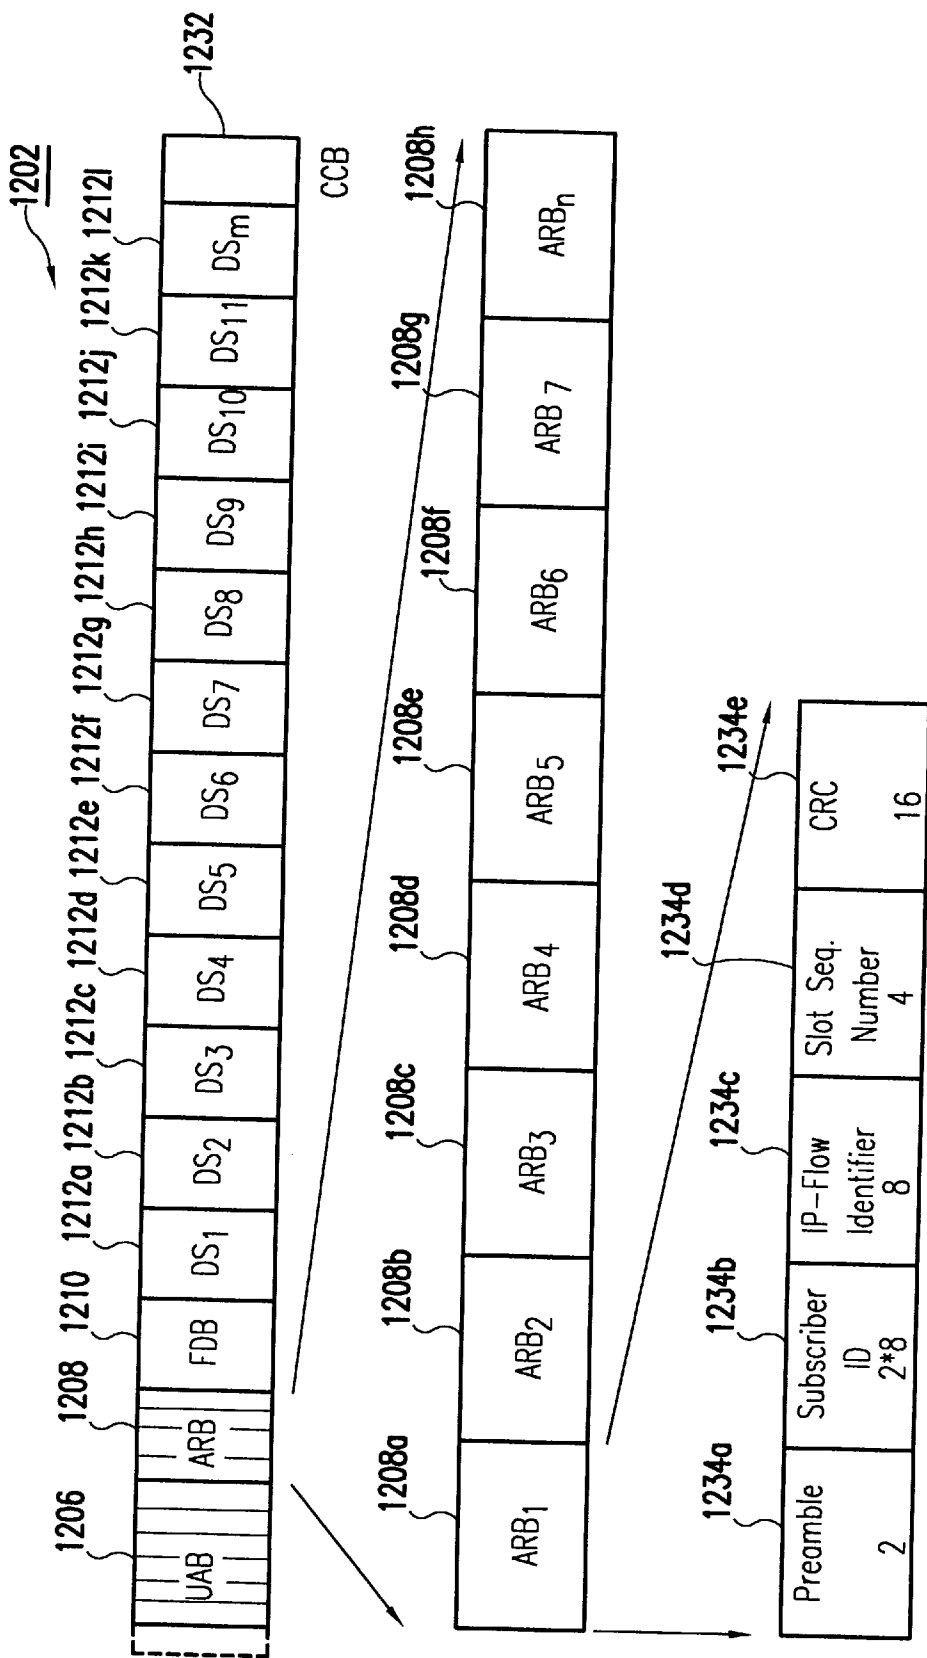 1202
1206
1208
1210
1212a
1212b
1212c
1212d
1212e
1212f
1212g
1212h
1212i
1212j
1212k
1212l
1232
UAB
ARB
FDB
DS1
DS2
DS3
DS4
DS5
DS6
DS7
DS8
DS9
DS10
DS11
DSm
CCB
1208a
1208b
1208c
1208d
1208e
1208f
1208g
1208h
ARB1
ARB2
ARB3
ARB4
ARB5
ARB6
ARB7
ARBn
1234a
1234b
1234c
1234d
1234e
Preamble
2
Subscriber
ID
2*8
IP-Flow
Identifier
8
Slot Seq.
Number
4
CRC
16